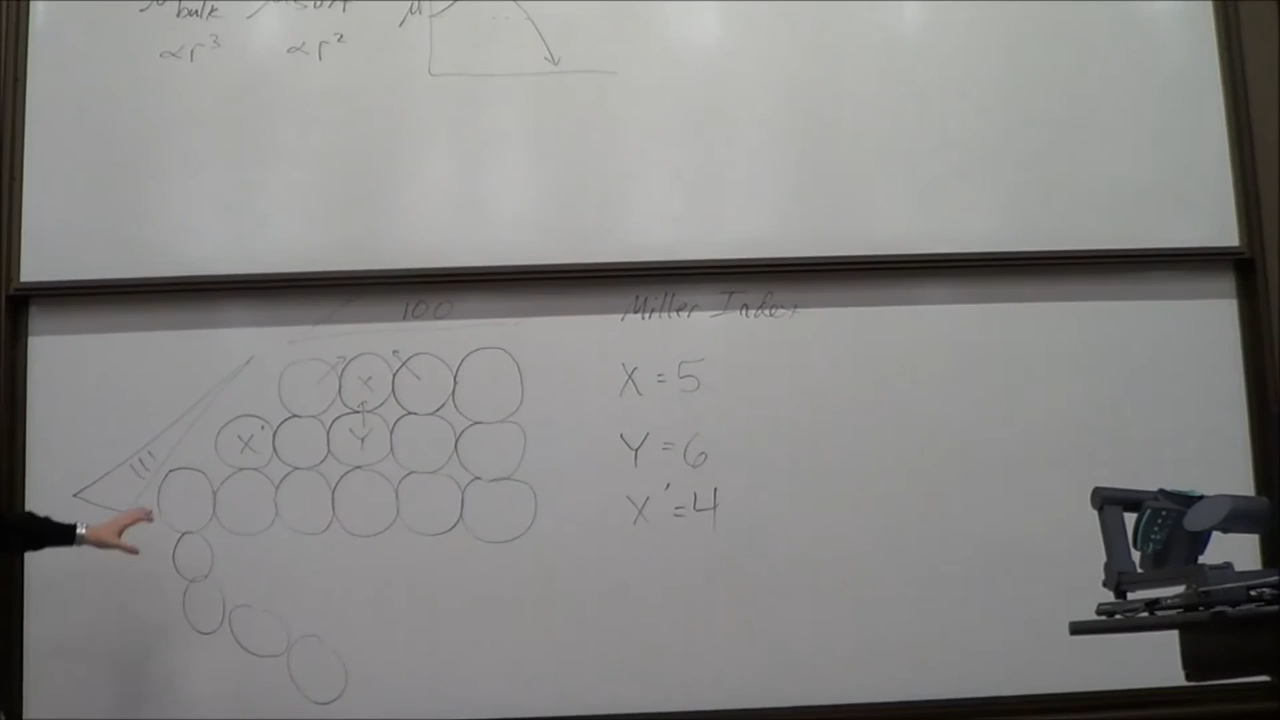 bulk
∝r³ ∝r²
μ
100
Miller Index
X
X'
Y
111
X = 5
Y = 6
X' = 4